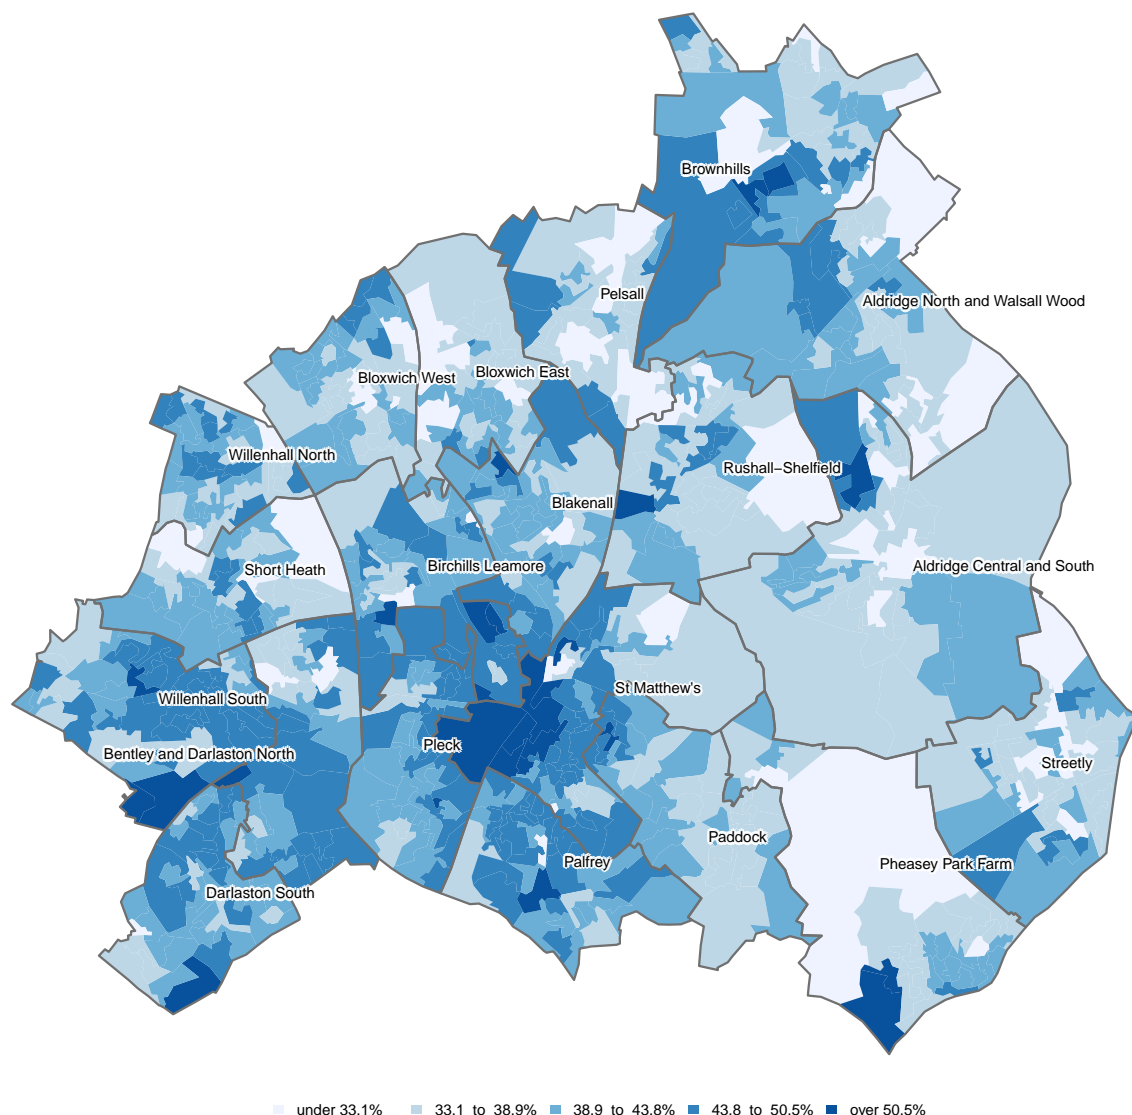 Brownhills
Pelsall
Aldridge North and Walsall Wood
Bloxwich West
Bloxwich East
Willenhall North
Rushall−Shelfield
Blakenall
Short Heath
Birchills Leamore
Aldridge Central and South
Willenhall South
St Matthew's
Pleck
Bentley and Darlaston North
Streetly
Paddock
Palfrey
Pheasey Park Farm
Darlaston South
under 33.1% 33.1 to 38.9% 38.9 to 43.8% 43.8 to 50.5% over 50.5%